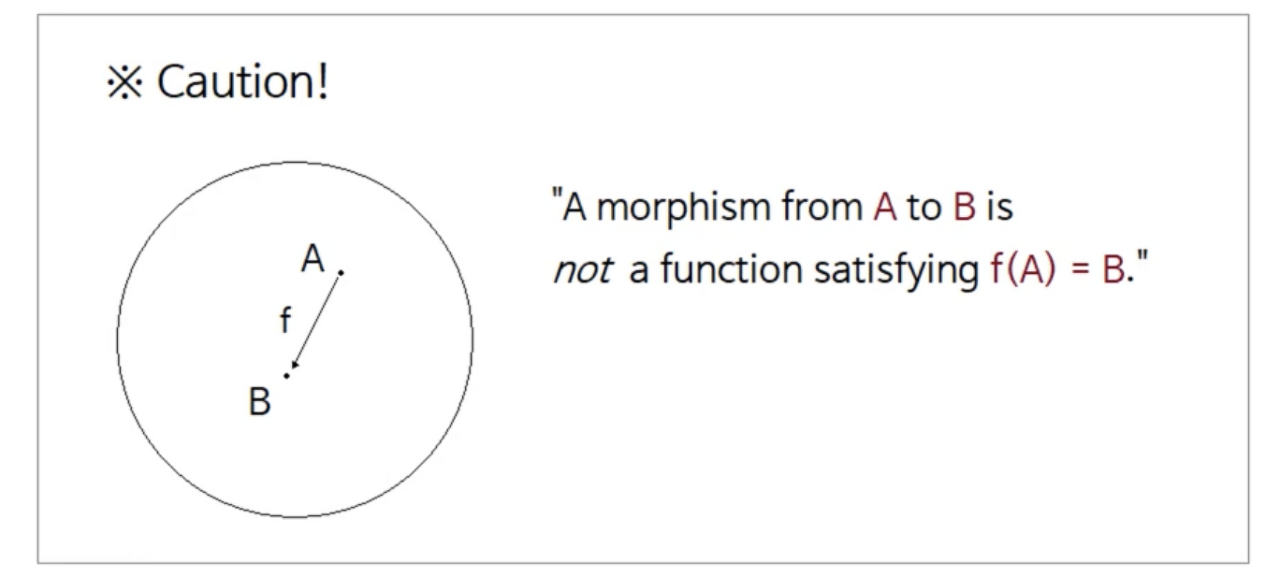 ※ Caution!
A
f
B
"A morphism from A to B is
not a function satisfying f(A) = B."